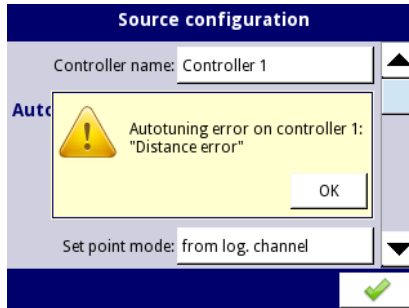 Source configuration
Controller name: Controller 1
Auto
Autotuning error on controller 1:
"Distance error"
OK
Set point mode: from log. channel